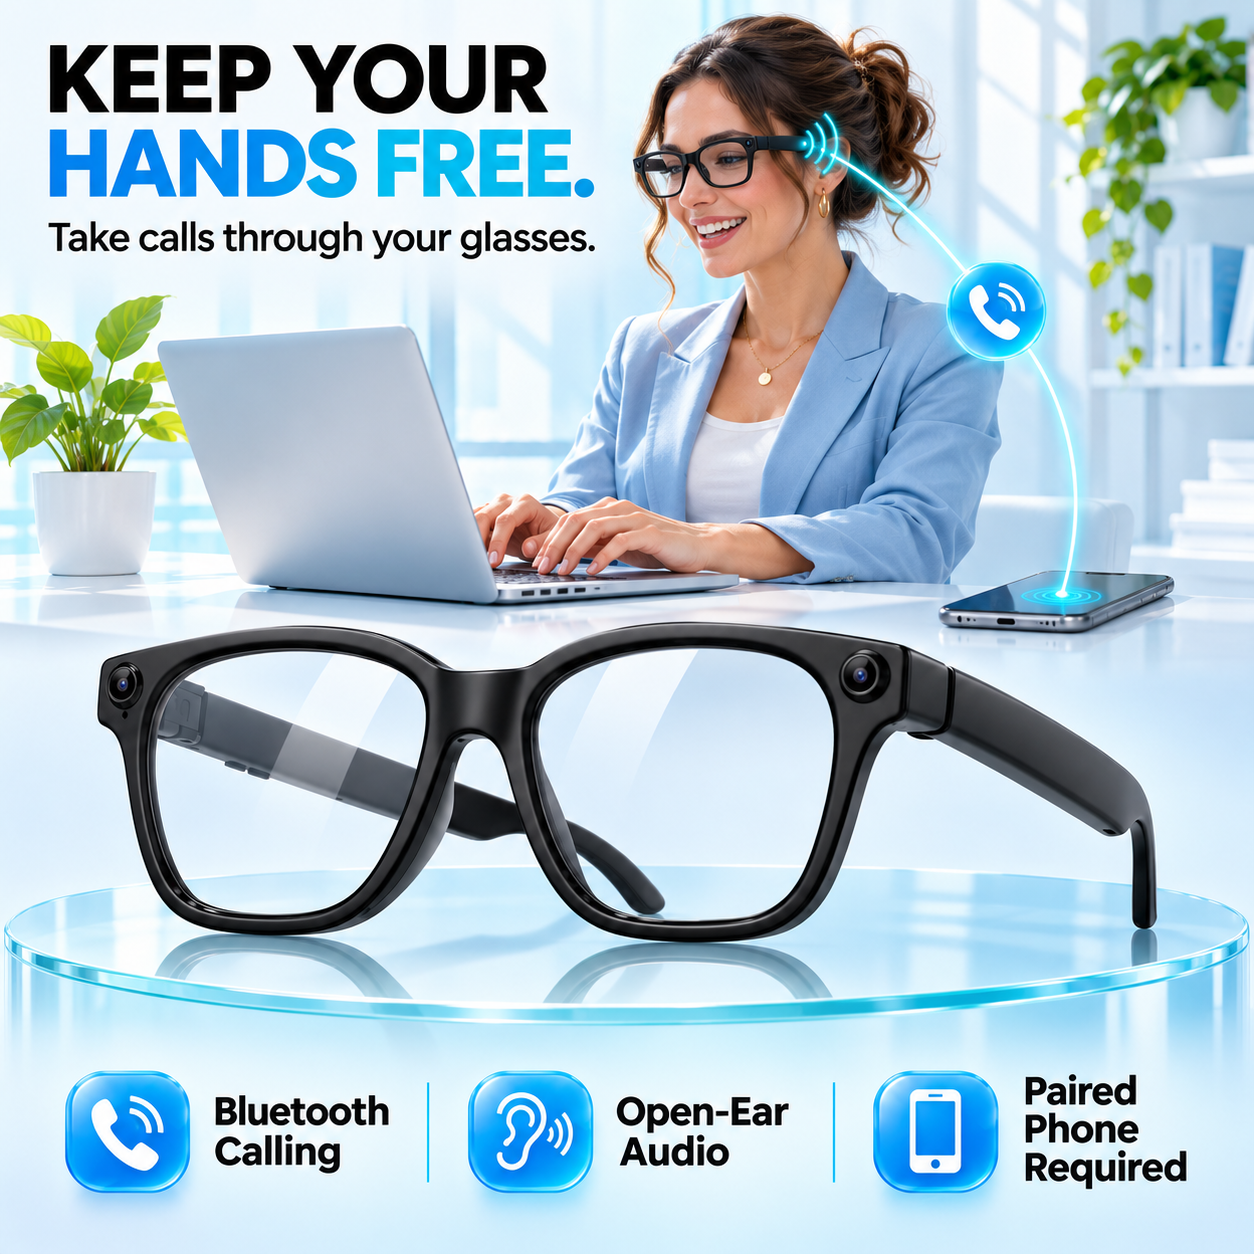 KEEP YOUR
HANDS FREE.
Take calls through your glasses.
Bluetooth
Calling
Open-Ear
Audio
Paired
Phone
Required